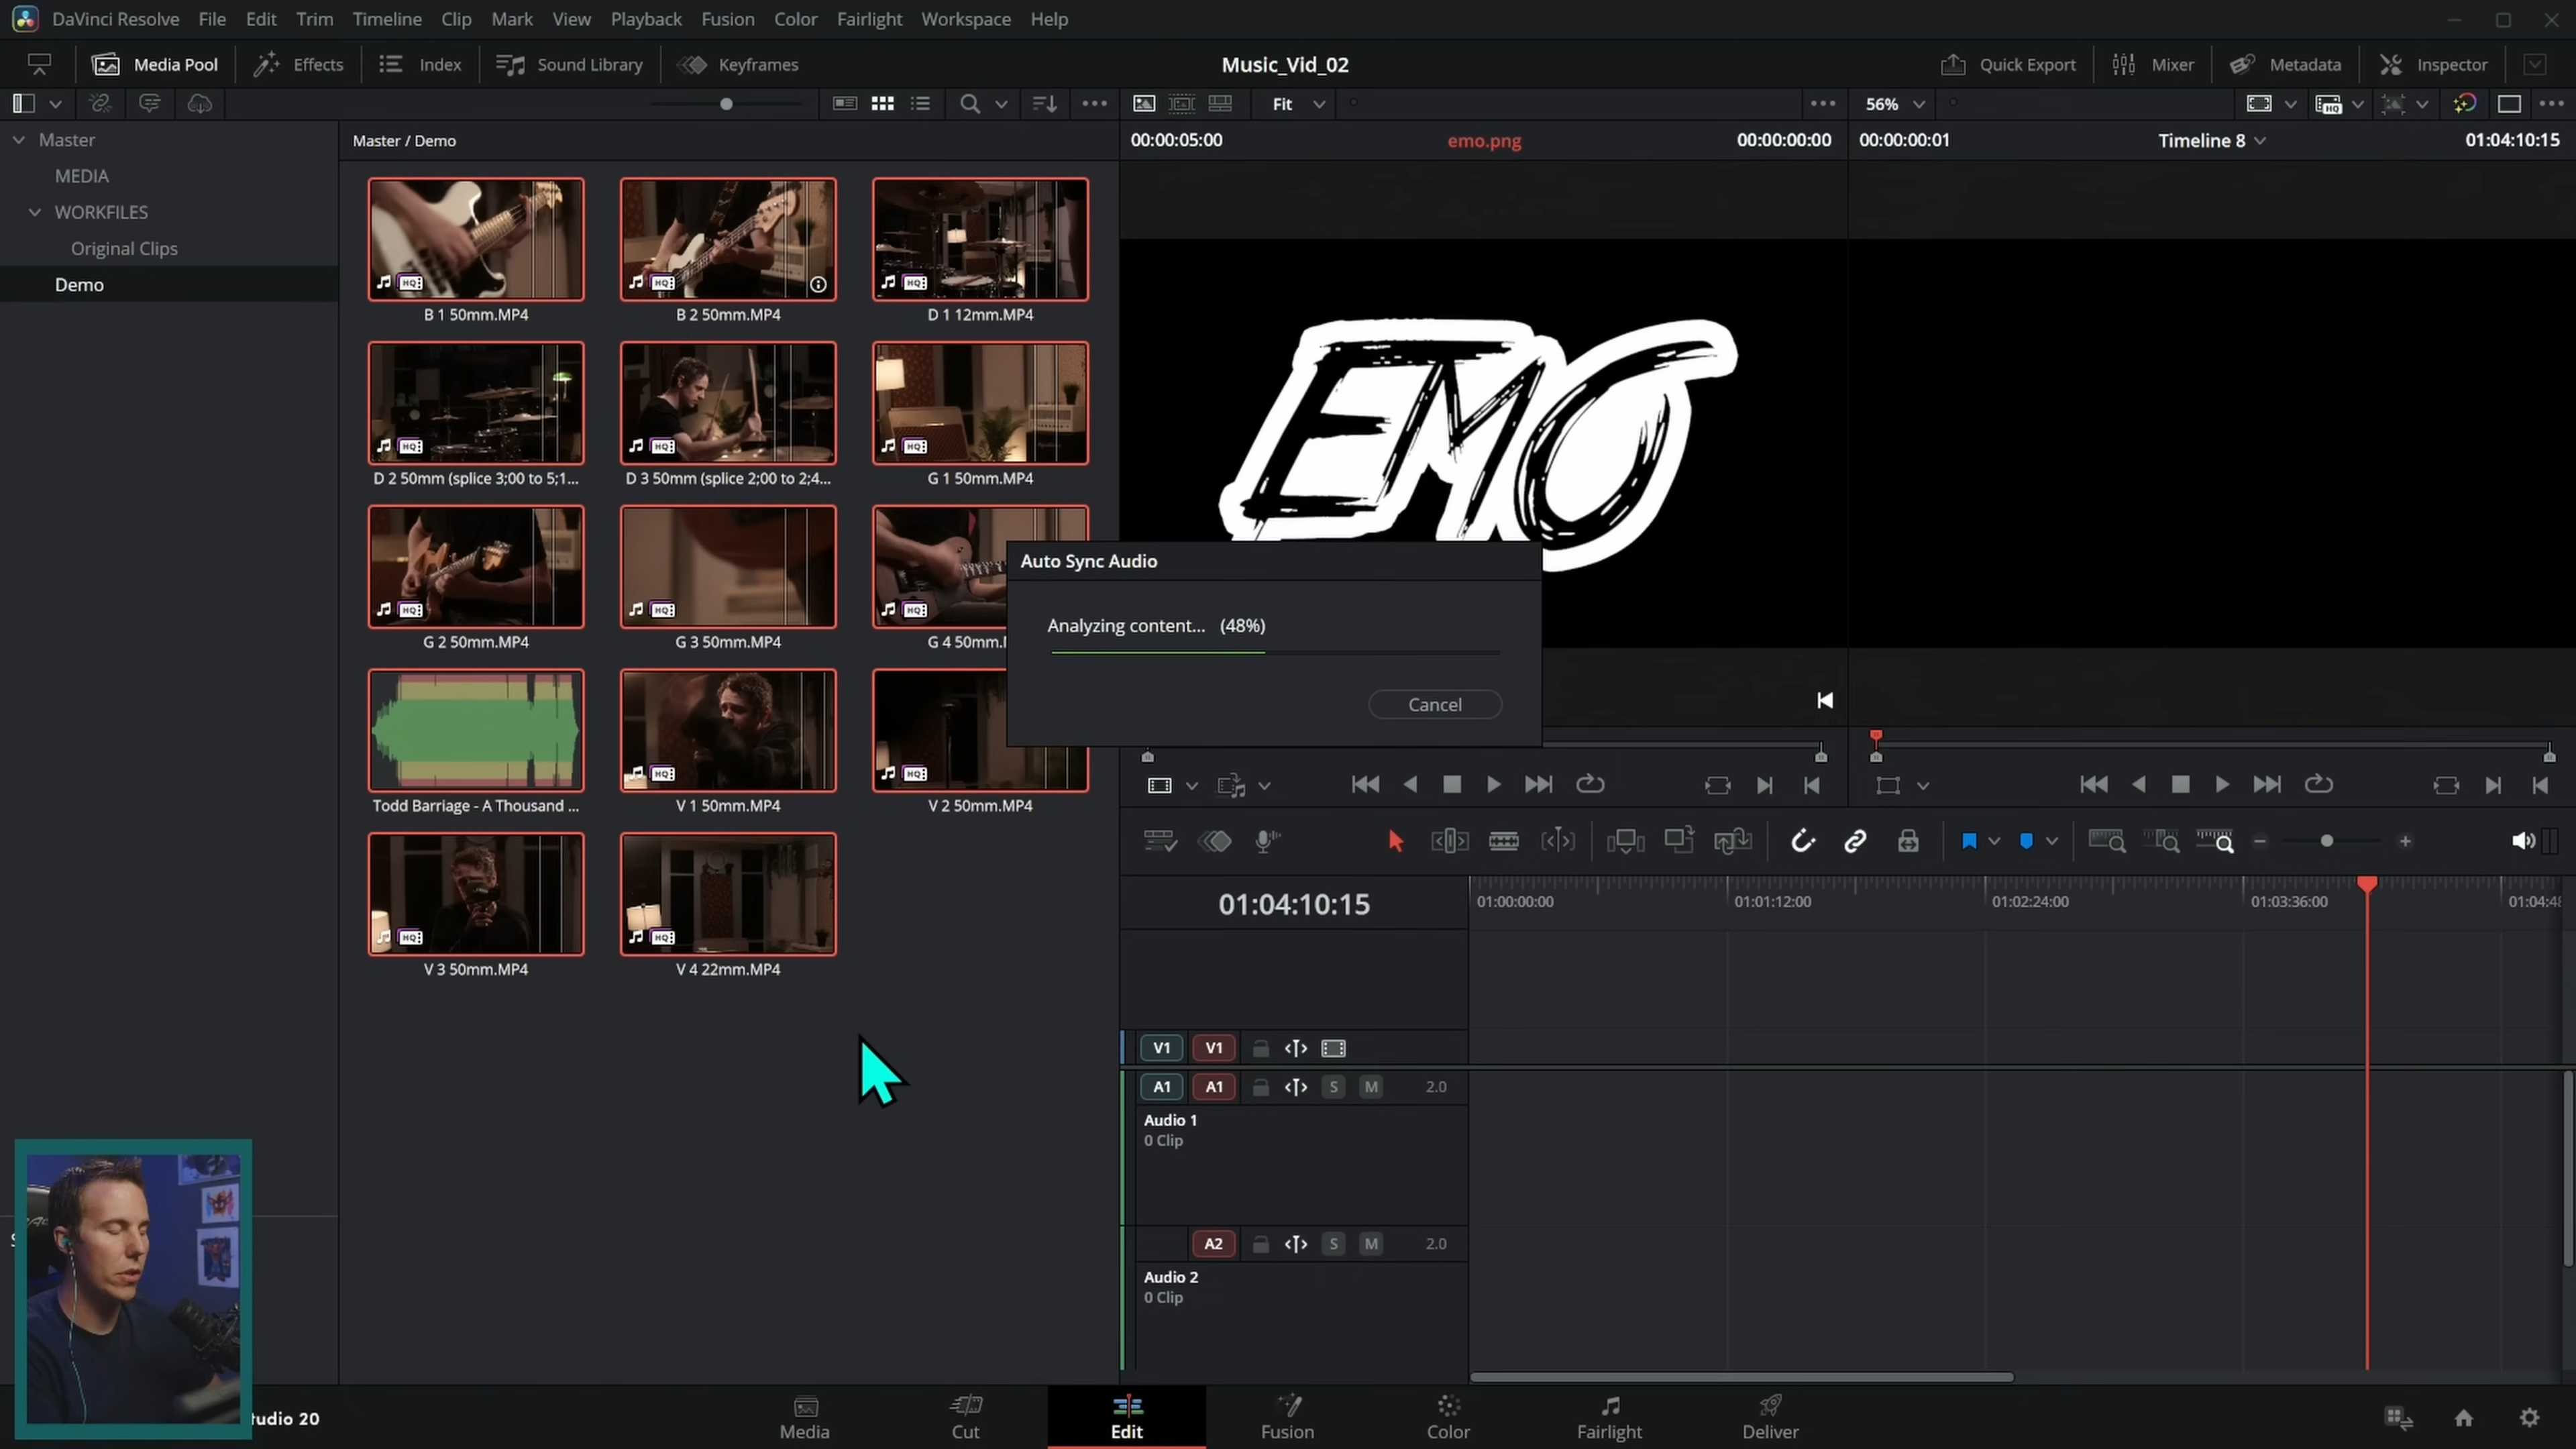 DaVinci Resolve File Edit Trim Timeline Clip Mark View Playback Fusion Color Fairlight Workspace Help
Media Pool Effects Index Sound Library Keyframes Music_Vid_02 Quick Export Mixer Metadata Inspector
Fit 56%
Master
MEDIA
WORKFILES
Original Clips
Demo
Master / Demo
00:00:05:00 emo.png 00:00:00:00
00:00:00:01 Timeline 8 01:04:10:15
B 1 50mm.MP4 B 2 50mm.MP4 D 1 12mm.MP4
D 2 50mm (splice 3;00 to 5;1... D 3 50mm (splice 2;00 to 2;4... G 1 50mm.MP4
G 2 50mm.MP4 G 3 50mm.MP4 G 4 50mm.
Todd Barriage - A Thousand ... V 1 50mm.MP4 V 2 50mm.MP4
V 3 50mm.MP4 V 4 22mm.MP4
EMO
Auto Sync Audio
Analyzing content... (48%)
Cancel
01:04:10:15
01:00:00:00 01:01:12:00 01:02:24:00 01:03:36:00 01:04:48
V1 V1
A1 A1 S M 2.0
Audio 1
0 Clip
A2 S M 2.0
Audio 2
0 Clip
tudio 20
Media Cut Edit Fusion Color Fairlight Deliver